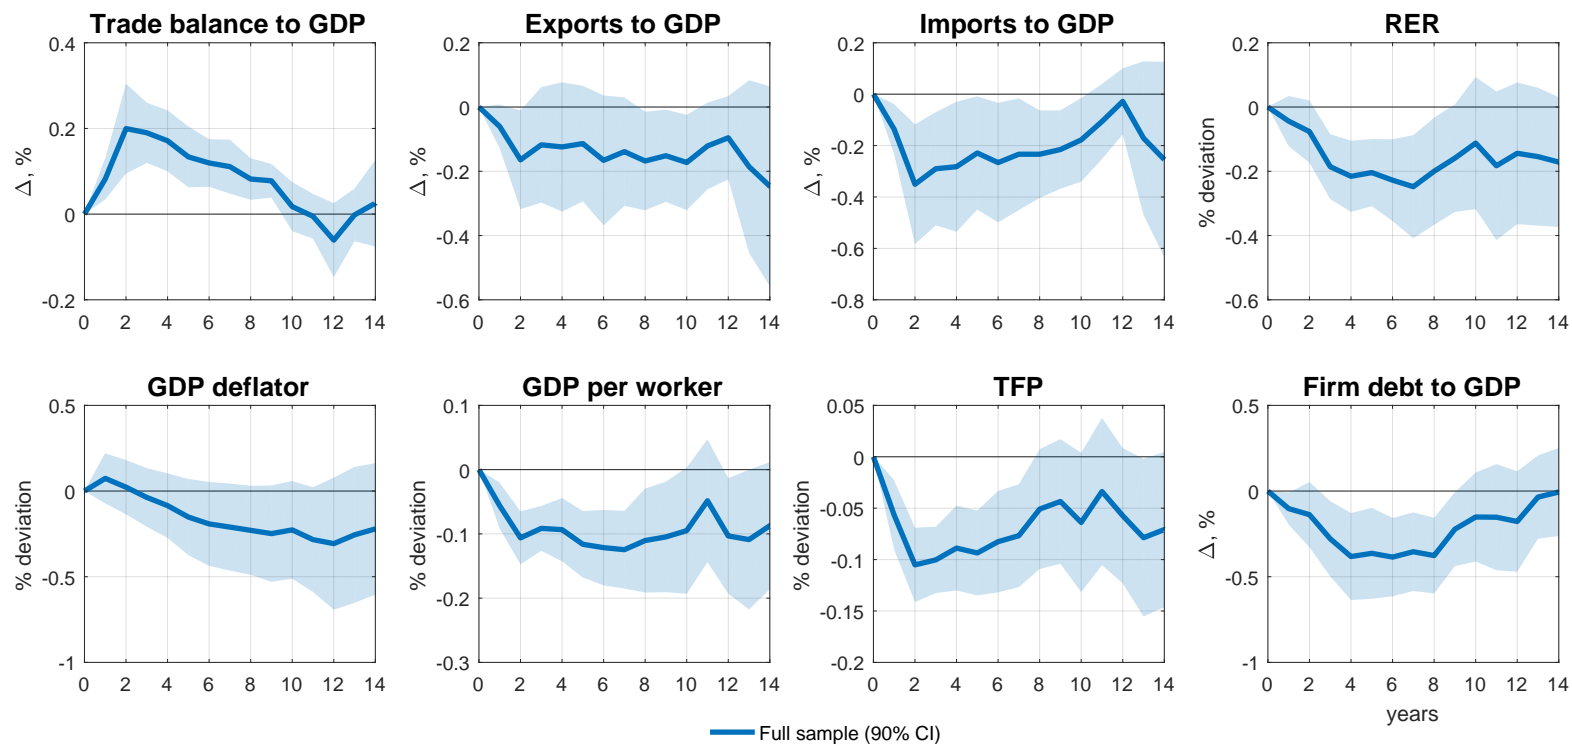 Trade balance to GDP
Δ, %
0.4
0.2
0
-0.2
0 2 4 6 8 10 12 14
Exports to GDP
Δ, %
0.2
0
-0.2
-0.4
-0.6
0 2 4 6 8 10 12 14
Imports to GDP
Δ, %
0.2
0
-0.2
-0.4
-0.6
-0.8
0 2 4 6 8 10 12 14
RER
% deviation
0.2
0
-0.2
-0.4
-0.6
0 2 4 6 8 10 12 14
GDP deflator
% deviation
0.5
0
-0.5
-1
0 2 4 6 8 10 12 14
GDP per worker
% deviation
0.1
0
-0.1
-0.2
-0.3
0 2 4 6 8 10 12 14
TFP
% deviation
0.05
0
-0.05
-0.1
-0.15
-0.2
0 2 4 6 8 10 12 14
Firm debt to GDP
Δ, %
0.5
0
-0.5
-1
0 2 4 6 8 10 12 14
years
Full sample (90% CI)